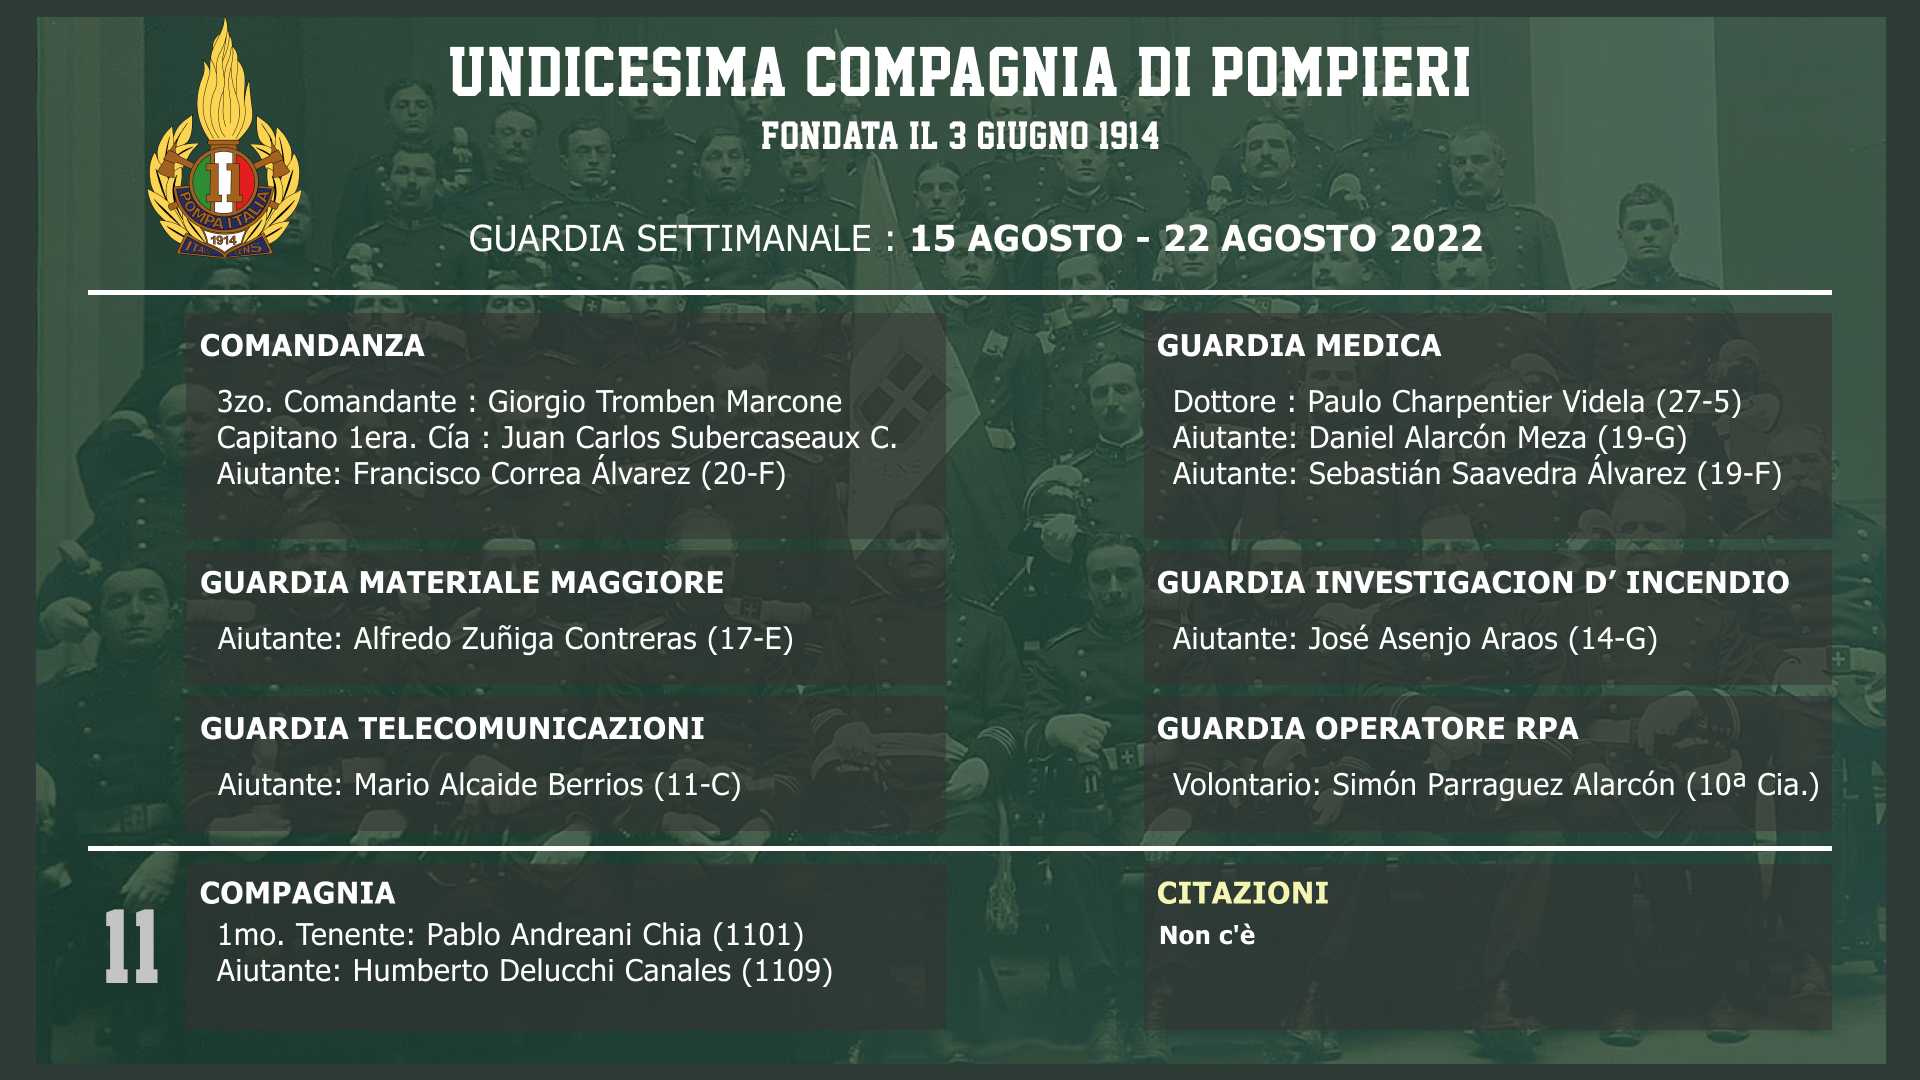 UNDICESIMA COMPAGNIA DI POMPIERI
FONDATA IL 3 GIUGNO 1914
11
POMPA ITALIA
1914
GUARDIA SETTIMANALE : 15 AGOSTO - 22 AGOSTO 2022
COMANDANZA
3zo. Comandante : Giorgio Tromben Marcone
Capitano 1era. Cía : Juan Carlos Subercaseaux C.
Aiutante: Francisco Correa Álvarez (20-F)
GUARDIA MEDICA
Dottore : Paulo Charpentier Videla (27-5)
Aiutante: Daniel Alarcón Meza (19-G)
Aiutante: Sebastián Saavedra Álvarez (19-F)
GUARDIA MATERIALE MAGGIORE
Aiutante: Alfredo Zuñiga Contreras (17-E)
GUARDIA INVESTIGACION D’ INCENDIO
Aiutante: José Asenjo Araos (14-G)
GUARDIA TELECOMUNICAZIONI
Aiutante: Mario Alcaide Berrios (11-C)
GUARDIA OPERATORE RPA
Volontario: Simón Parraguez Alarcón (10ª Cia.)
11
COMPAGNIA
1mo. Tenente: Pablo Andreani Chia (1101)
Aiutante: Humberto Delucchi Canales (1109)
CITAZIONI
Non c'è